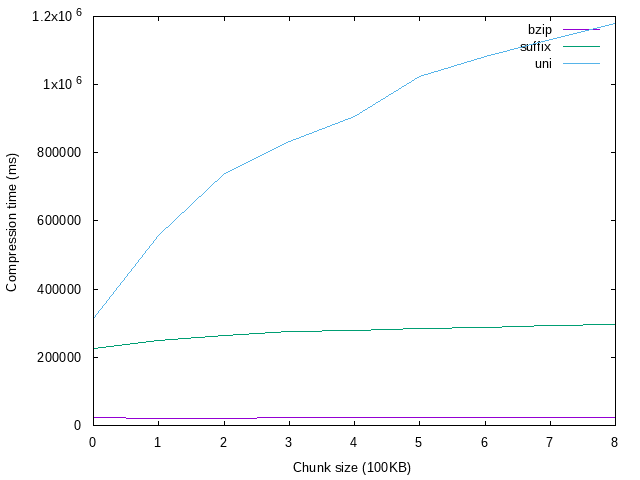 1.2x10 6
1x10 6
800000
600000
400000
200000
0
Compression time (ms)
bzip
suffix
uni
0 1 2 3 4 5 6 7 8
Chunk size (100KB)